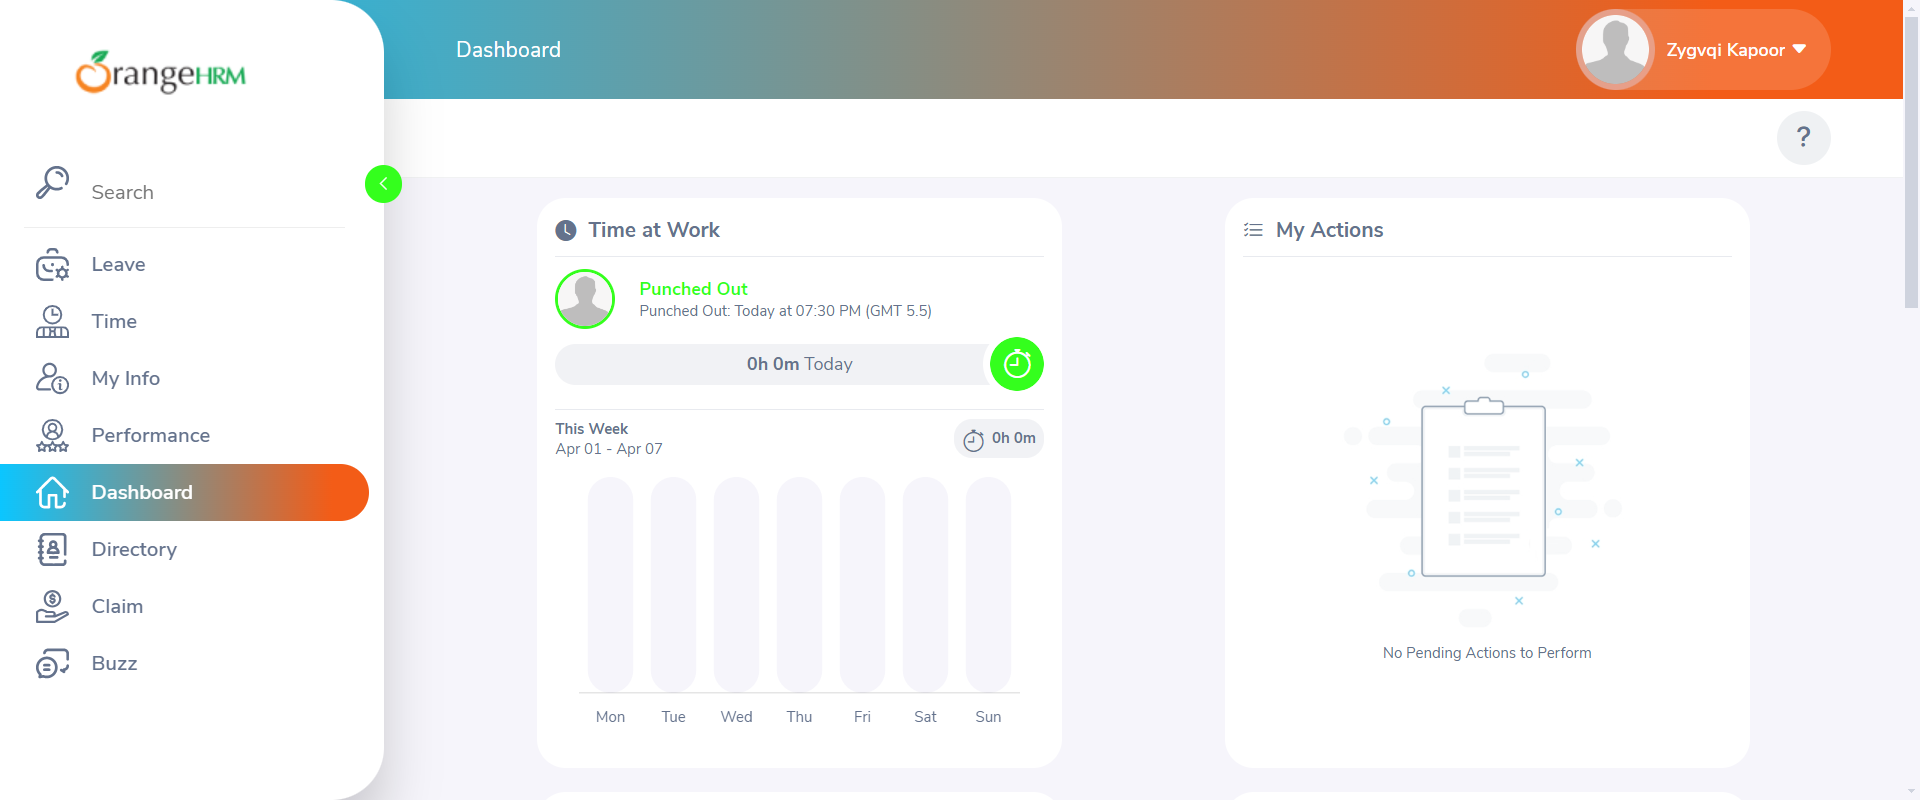 OrangeHRM
Search
Leave
Time
My Info
Performance
Dashboard
Directory
Claim
Buzz
Dashboard
Zygvqi Kapoor
?
Time at Work
Punched Out
Punched Out: Today at 07:30 PM (GMT 5.5)
0h 0m Today
This Week
Apr 01 - Apr 07
0h 0m
Mon Tue Wed Thu Fri Sat Sun
My Actions
No Pending Actions to Perform